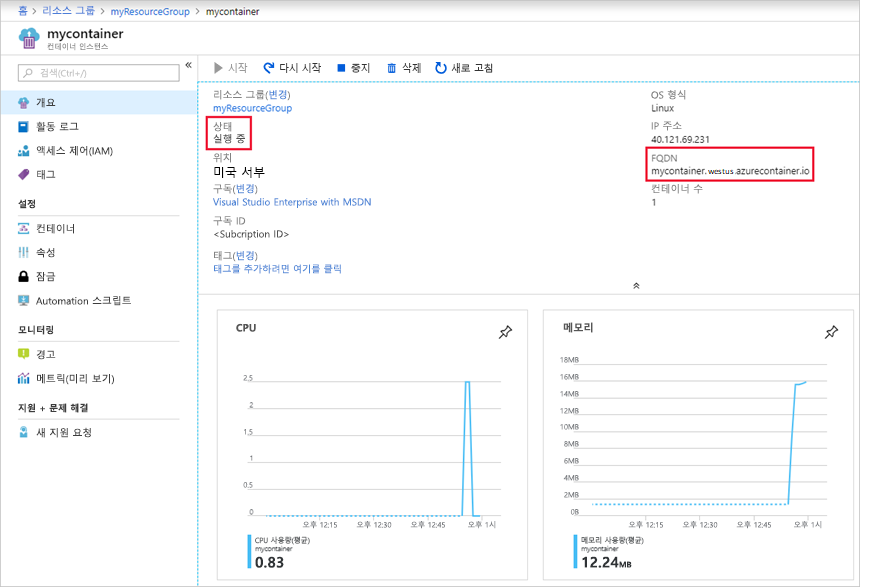 홈 > 리소스 그룹 > myResourceGroup > mycontainer
mycontainer
컨테이너 인스턴스
검색(Ctrl+/)
«
개요
활동 로그
액세스 제어(IAM)
태그
설정
컨테이너
속성
잠금
Automation 스크립트
모니터링
경고
메트릭(미리 보기)
지원 + 문제 해결
새 지원 요청
시작 다시 시작 중지 삭제 새로 고침
리소스 그룹(변경)
myResourceGroup
상태
실행 중
위치
미국 서부
구독(변경)
Visual Studio Enterprise with MSDN
구독 ID
<Subcription ID>
태그(변경)
태그를 추가하려면 여기를 클릭
OS 형식
Linux
IP 주소
40.121.69.231
FQDN
mycontainer.westus.azurecontainer.io
컨테이너 수
1
CPU
2.5
2
1.5
1
0.5
0
오후 12:15 오후 12:30 오후 12:45 오후 1시
CPU 사용량(평균)
mycontainer
0.83
메모리
18MB
16MB
14MB
12MB
10MB
8MB
6MB
4MB
2MB
0B
오후 12:15 오후 12:30 오후 12:45 오후 1시
메모리 사용량(평균)
mycontainer
12.24MB